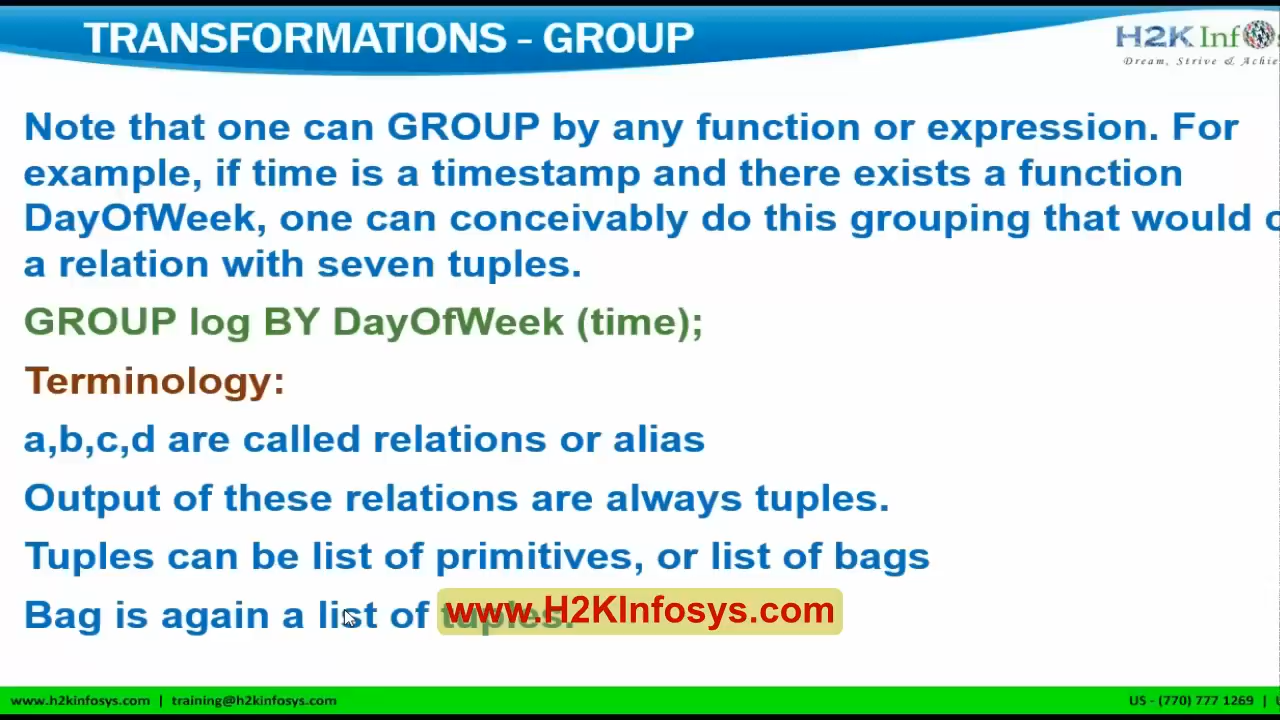 TRANSFORMATIONS - GROUP
H2K Infos
Dream, Strive & Achie
Note that one can GROUP by any function or expression. For
example, if time is a timestamp and there exists a function
DayOfWeek, one can conceivably do this grouping that would
a relation with seven tuples.
GROUP log BY DayOfWeek (time);
Terminology:
a,b,c,d are called relations or alias
Output of these relations are always tuples.
Tuples can be list of primitives, or list of bags
Bag is again a list of tuples.
www.H2KInfosys.com
www.h2kinfosys.com | training@h2kinfosys.com
US - (770) 777 1269 |